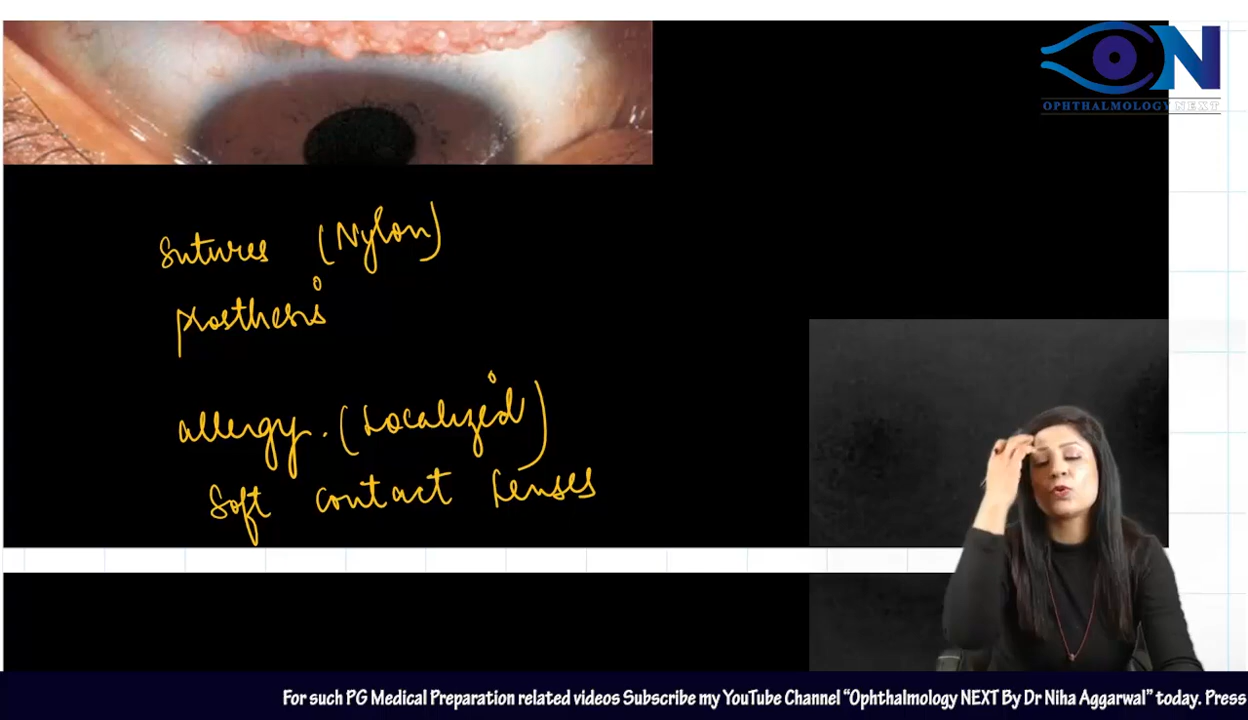 ON
OPHTHALMOLOGY NEXT
Sutures (Nylon)
prosthesis
allergy. (Localized)
Soft contact lenses
For such PG Medical Preparation related videos Subscribe my YouTube Channel “Ophthalmology NEXT By Dr Niha Aggarwal” today. Press